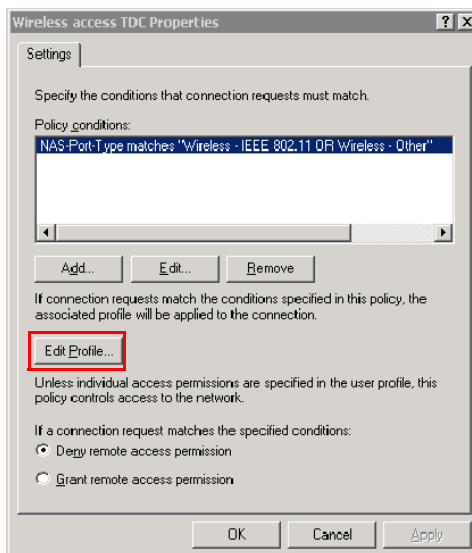 Wireless access TDC Properties
Settings
Specify the conditions that connection requests must match.
Policy conditions:
NAS-Port-Type matches "Wireless - IEEE 802.11 OR Wireless - Other"
Add... Edit... Remove
If connection requests match the conditions specified in this policy, the
associated profile will be applied to the connection.
Edit Profile...
Unless individual access permissions are specified in the user profile, this
policy controls access to the network.
If a connection request matches the specified conditions:
Deny remote access permission
Grant remote access permission
OK Cancel Apply